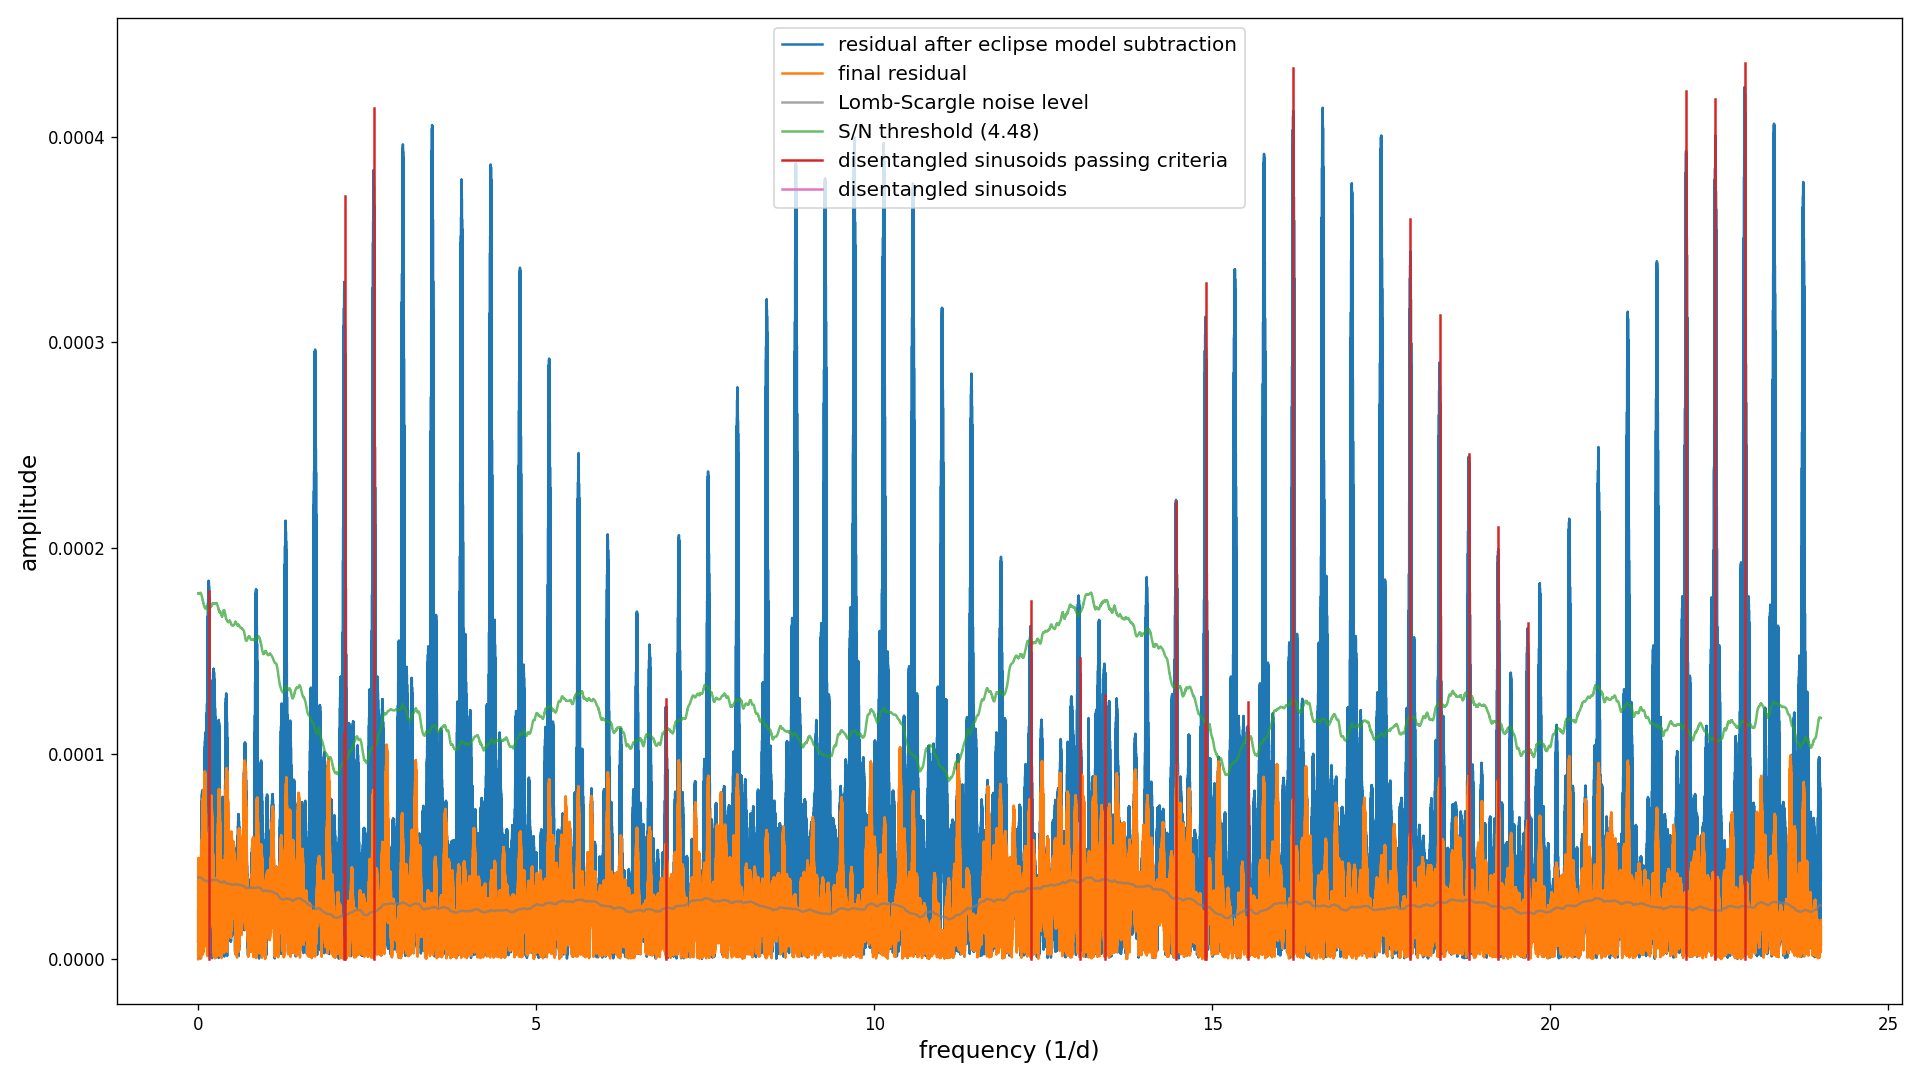 residual after eclipse model subtraction
final residual
Lomb-Scargle noise level
S/N threshold (4.48)
disentangled sinusoids passing criteria
disentangled sinusoids
amplitude
0.0004
0.0003
0.0002
0.0001
0.0000
0
5
10
15
20
25
frequency (1/d)